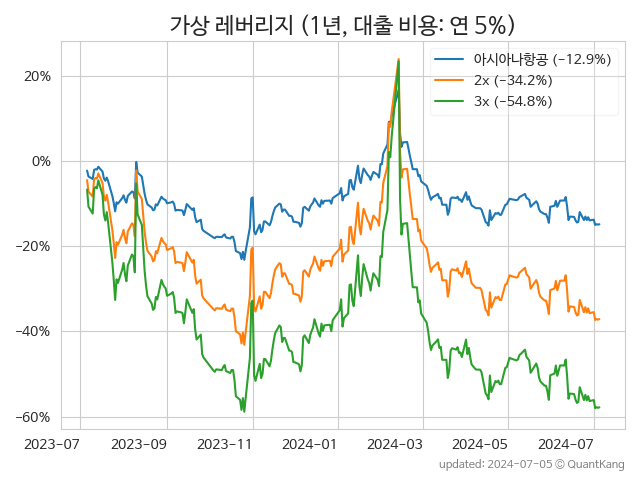 가상 레버리지 (1년, 대출 비용: 연 5%)
아시아나항공 (−12.9%)
2x (−34.2%)
3x (−54.8%)
20%
0%
−20%
−40%
−60%
2023-07 2023-09 2023-11 2024-01 2024-03 2024-05 2024-07
updated: 2024-07-05 © QuantKang